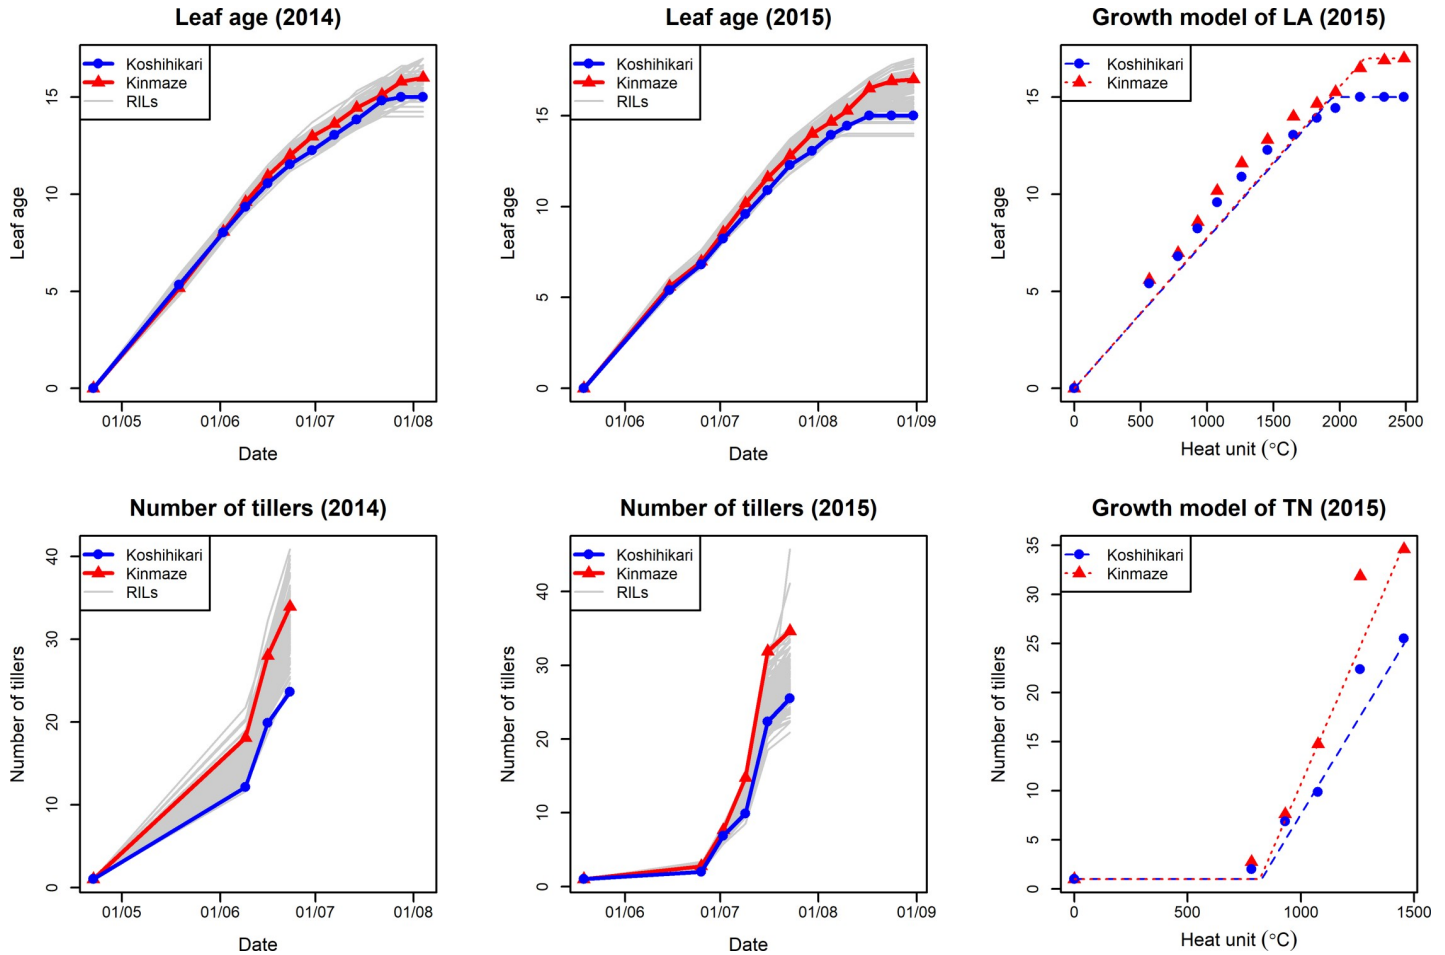 Leaf age (2014)
Koshihikari
Kinmaze
RILs
15
10
5
0
Leaf age
01/05 01/06 01/07 01/08
Date
Leaf age (2015)
Koshihikari
Kinmaze
RILs
15
10
5
0
Leaf age
01/06 01/07 01/08 01/09
Date
Growth model of LA (2015)
Koshihikari
Kinmaze
15
10
5
0
Leaf age
0 500 1000 1500 2000 2500
Heat unit (°C)
Number of tillers (2014)
Koshihikari
Kinmaze
RILs
40
30
20
10
0
Number of tillers
01/05 01/06 01/07 01/08
Date
Number of tillers (2015)
Koshihikari
Kinmaze
RILs
40
30
20
10
0
Number of tillers
01/06 01/07 01/08 01/09
Date
Growth model of TN (2015)
Koshihikari
Kinmaze
35
30
25
20
15
10
5
0
Number of tillers
0 500 1000 1500
Heat unit (°C)